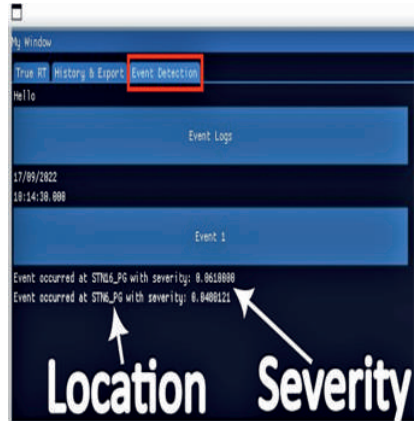 My Window
True RT History & Export Event Detection
Hello
Event Logs
17/09/2022
10:14:30.000
Event 1
Event occurred at STN16_PG with severity: 0.0610000
Event occurred at STN6_PG with severity: 0.0400121
Location Severity